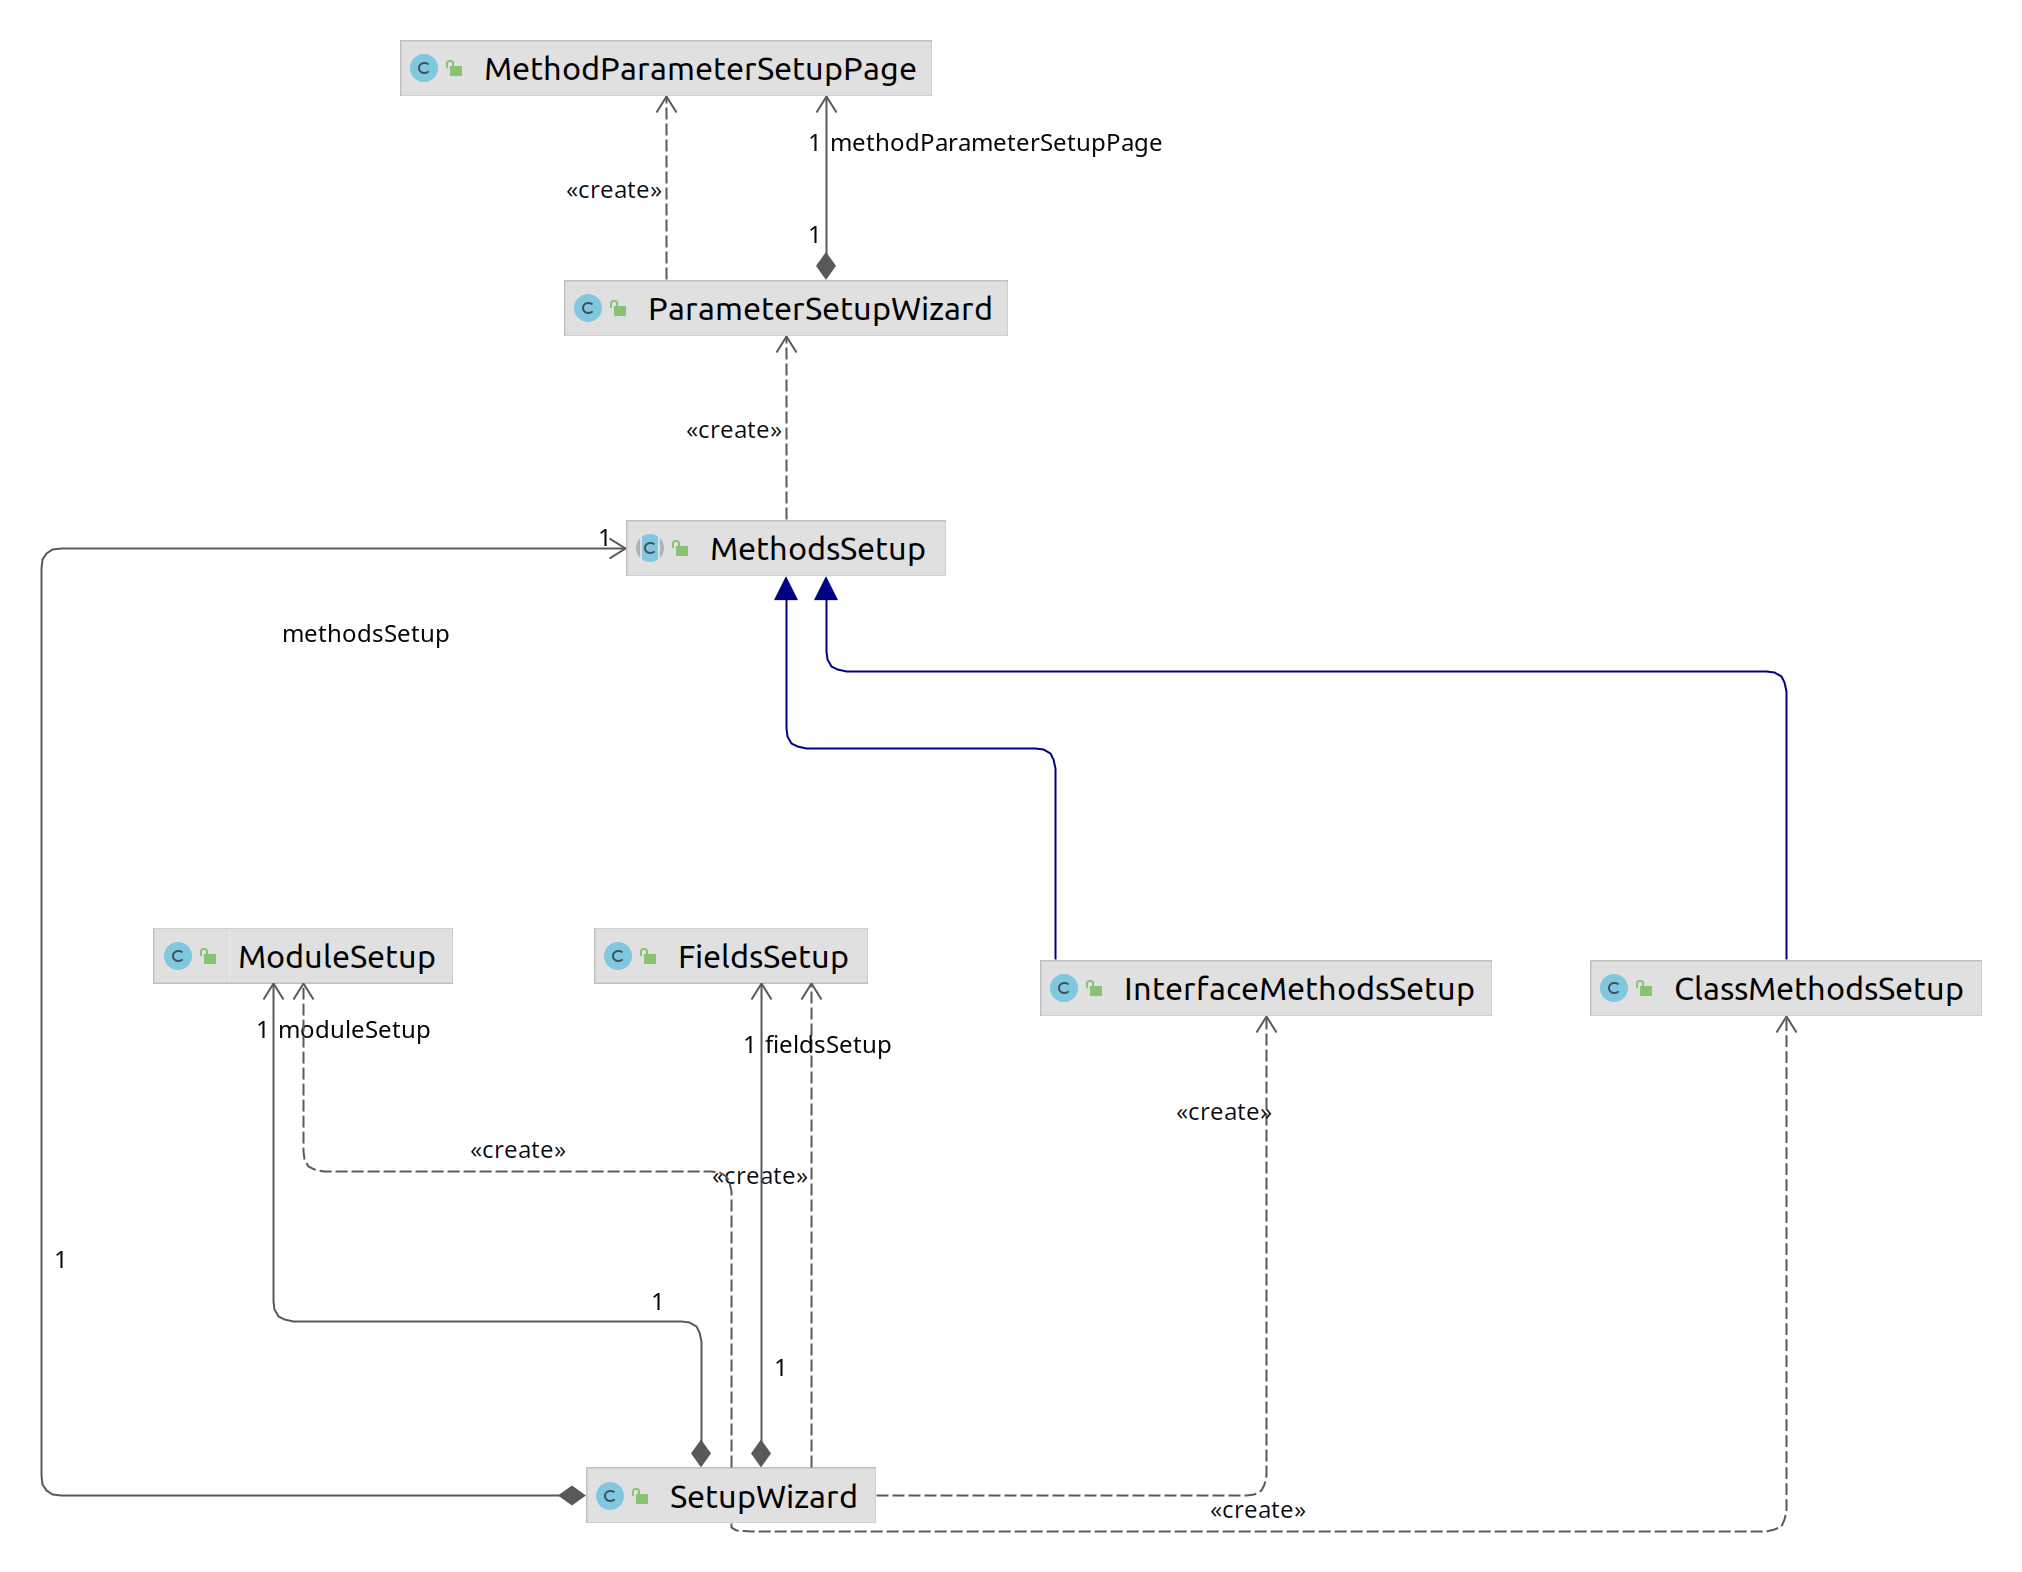 C MethodParameterSetupPage
1 methodParameterSetupPage
«create»
1
C ParameterSetupWizard
«create»
1
C MethodsSetup
methodsSetup
C ModuleSetup
C FieldsSetup
C InterfaceMethodsSetup
C ClassMethodsSetup
1 moduleSetup
1 fieldsSetup
«create»
«create»
«create»
1
1
1
C SetupWizard
«create»